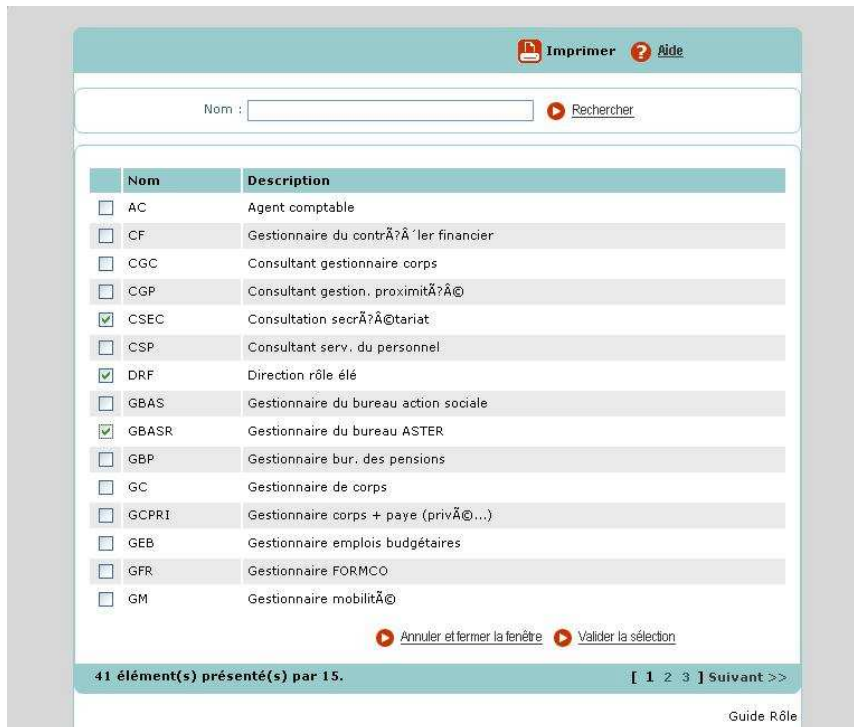 Imprimer Aide
Nom : Rechercher
Nom Description
AC Agent comptable
CF Gestionnaire du contrÃ?Â´ler financier
CGC Consultant gestionnaire corps
CGP Consultant gestion. proximitÃ?Â©
CSEC Consultation secrÃ?Â©tariat
CSP Consultant serv. du personnel
DRF Direction rôle élé
GBAS Gestionnaire du bureau action sociale
GBASR Gestionnaire du bureau ASTER
GBP Gestionnaire bur. des pensions
GC Gestionnaire de corps
GCPRI Gestionnaire corps + paye (privÃ©...)
GEB Gestionnaire emplois budgétaires
GFR Gestionnaire FORMCO
GM Gestionnaire mobilitÃ©
Annuler et fermer la fenêtre Valider la sélection
41 élément(s) présenté(s) par 15. [ 1 2 3 ] Suivant >>
Guide Rôle